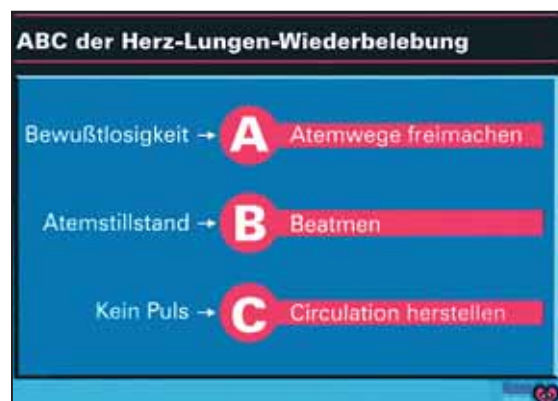 ABC der Herz-Lungen-Wiederbelebung
Bewußtlosigkeit → A Atemwege freimachen
Atemstillstand → B Beatmen
Kein Puls → C Circulation herstellen